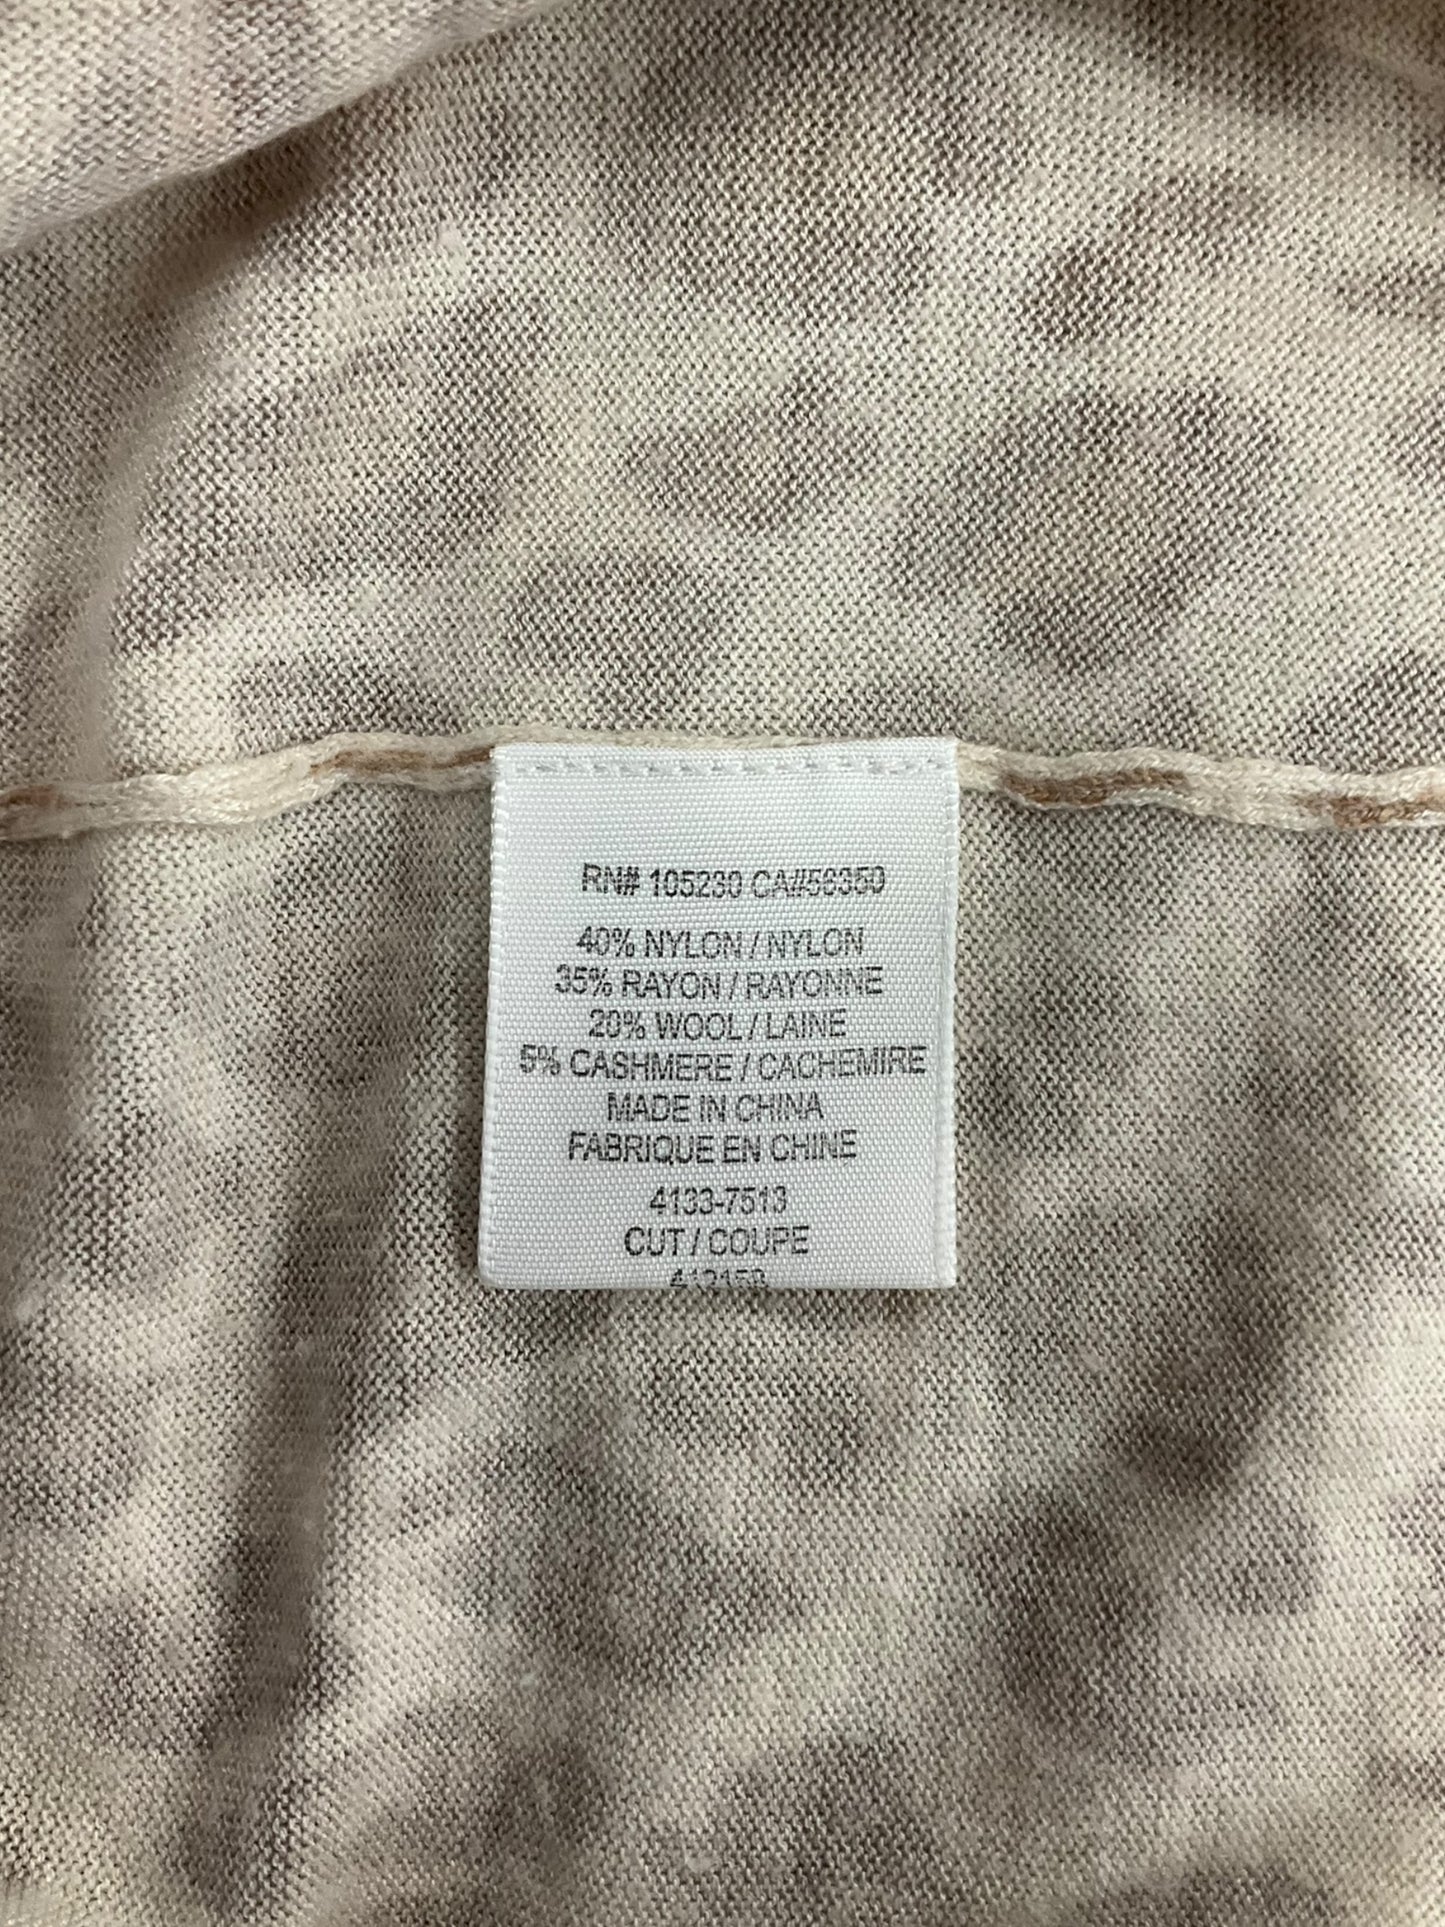 RN# 105230 CA#56350
40% NYLON / NYLON
35% RAYON / RAYONNE
20% WOOL / LAINE
5% CASHMERE / CACHEMIRE
MADE IN CHINA
FABRIQUE EN CHINE
4133-7513
CUT / COUPE